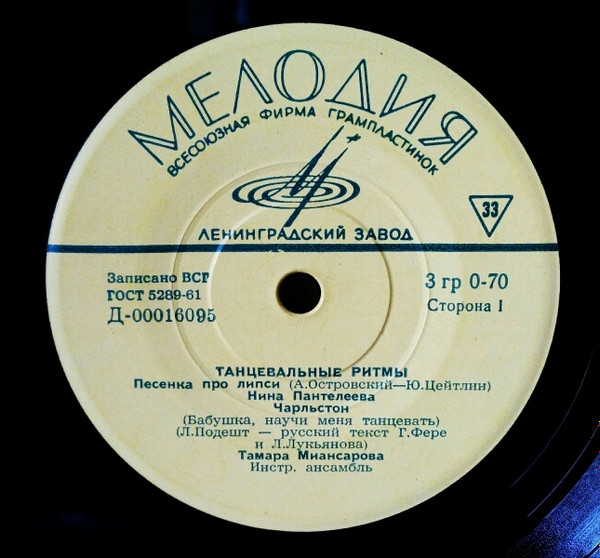 МЕЛОДИЯ
ВСЕСОЮЗНАЯ ФИРМА ГРАМПЛАСТИНОК
33
ЛЕНИНГРАДСКИЙ ЗАВОД
Записано ВСГ
ГОСТ 5289-61
Д-00016095
3 гр 0-70
Сторона 1
ТАНЦЕВАЛЬНЫЕ РИТМЫ
Песенка про липси (А.Островский—Ю.Цейтлин)
Нина Пантелеева
Чарльстон
(Бабушка, научи меня танцевать)
(Л.Подешт — русский текст Г.Фере
и Л.Лукьянова)
Тамара Миансарова
Инстр. ансамбль